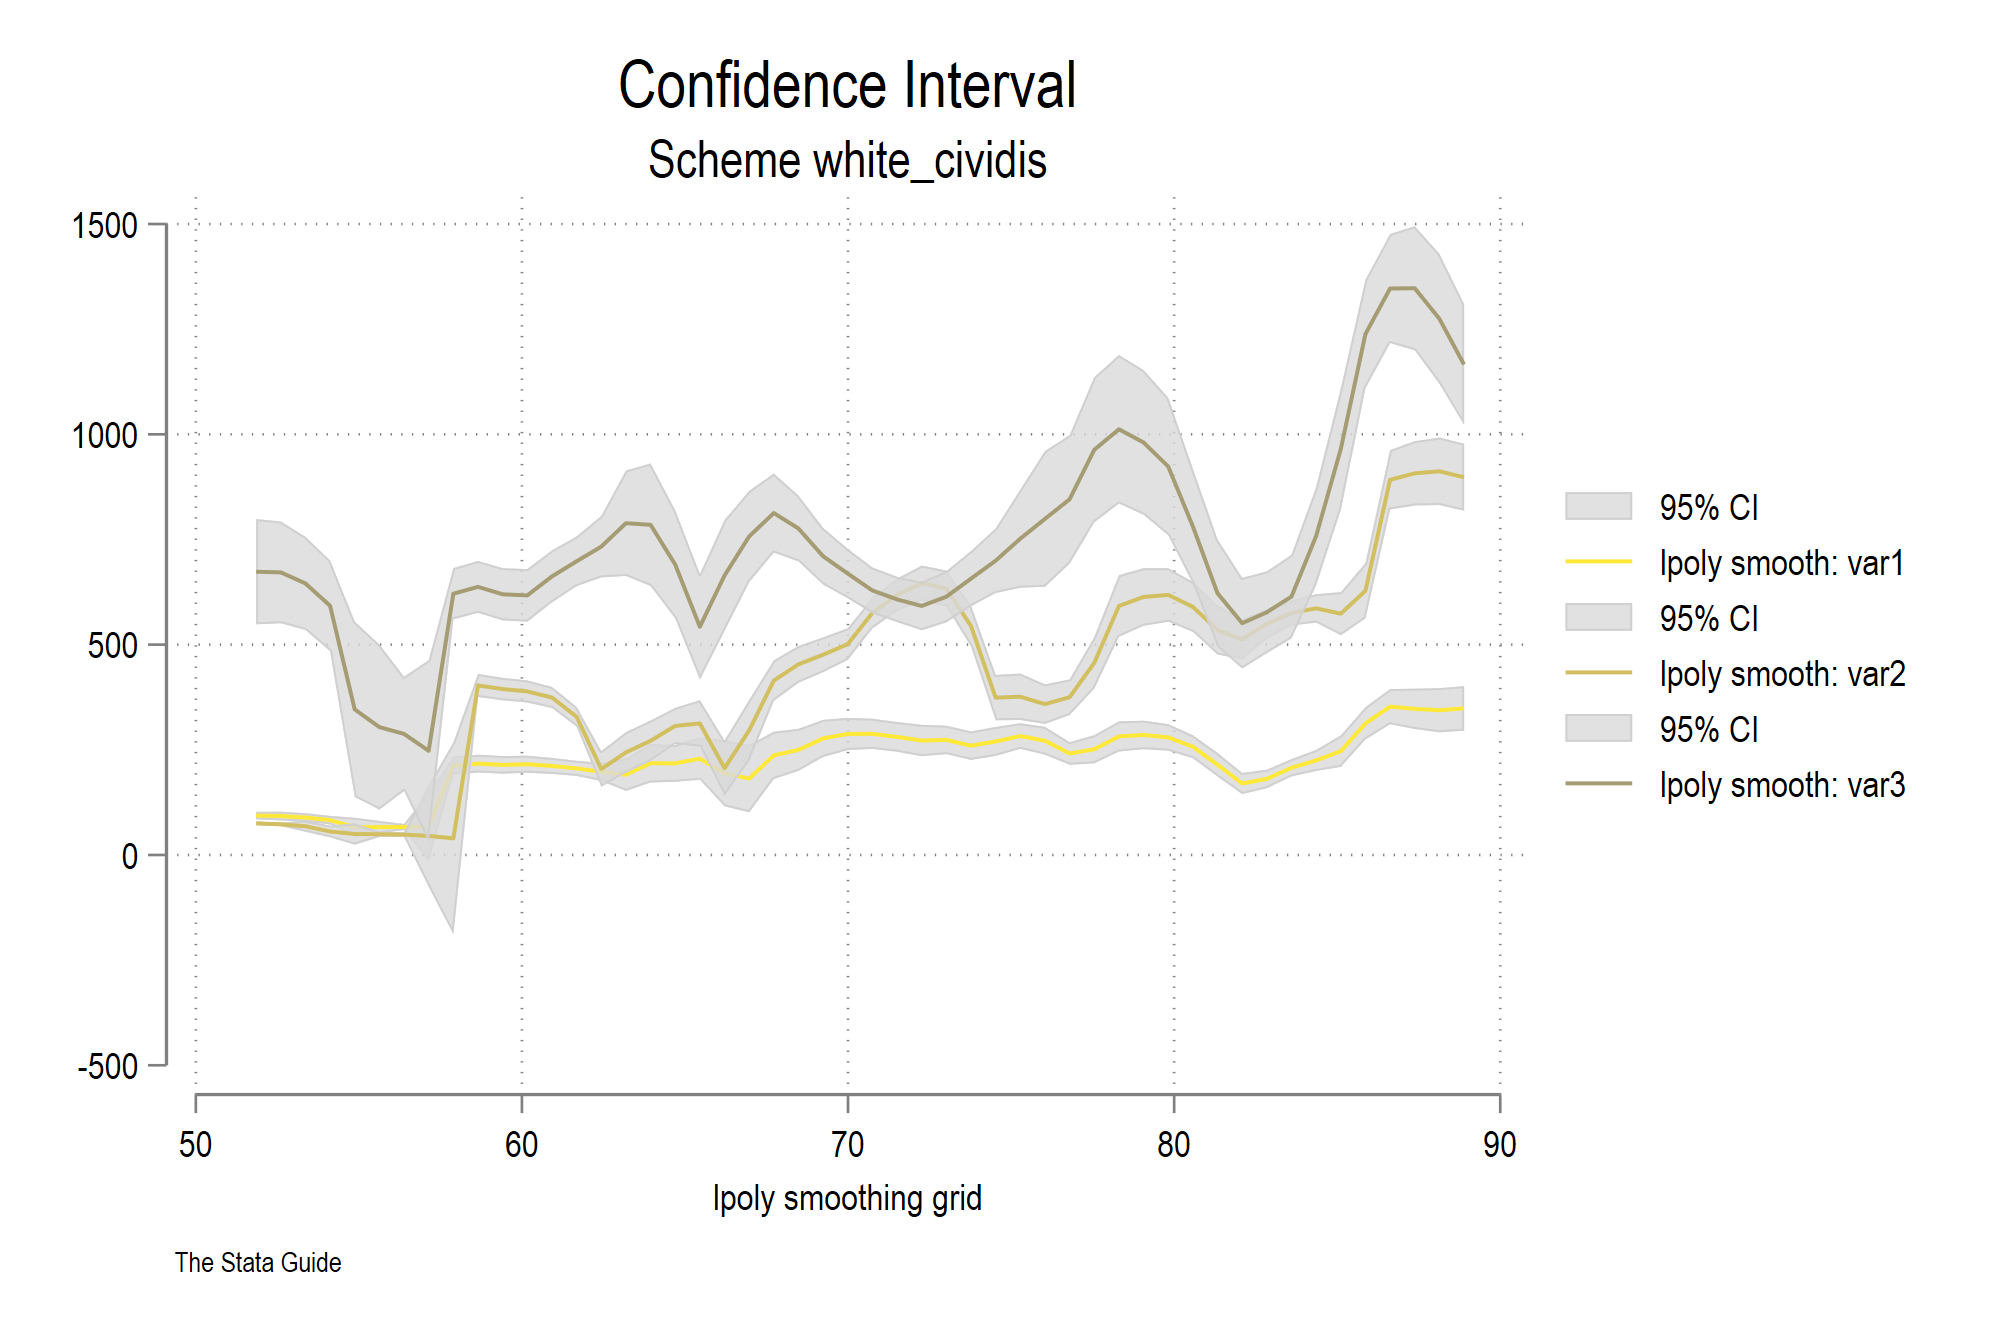 Confidence Interval
Scheme white_cividis
1500
1000
500
0
-500
50 60 70 80 90
lpoly smoothing grid
95% CI
lpoly smooth: var1
95% CI
lpoly smooth: var2
95% CI
lpoly smooth: var3
The Stata Guide